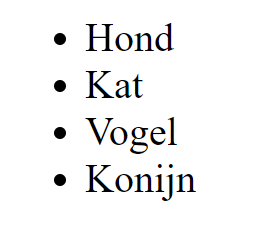 • Hond
• Kat
• Vogel
• Konijn